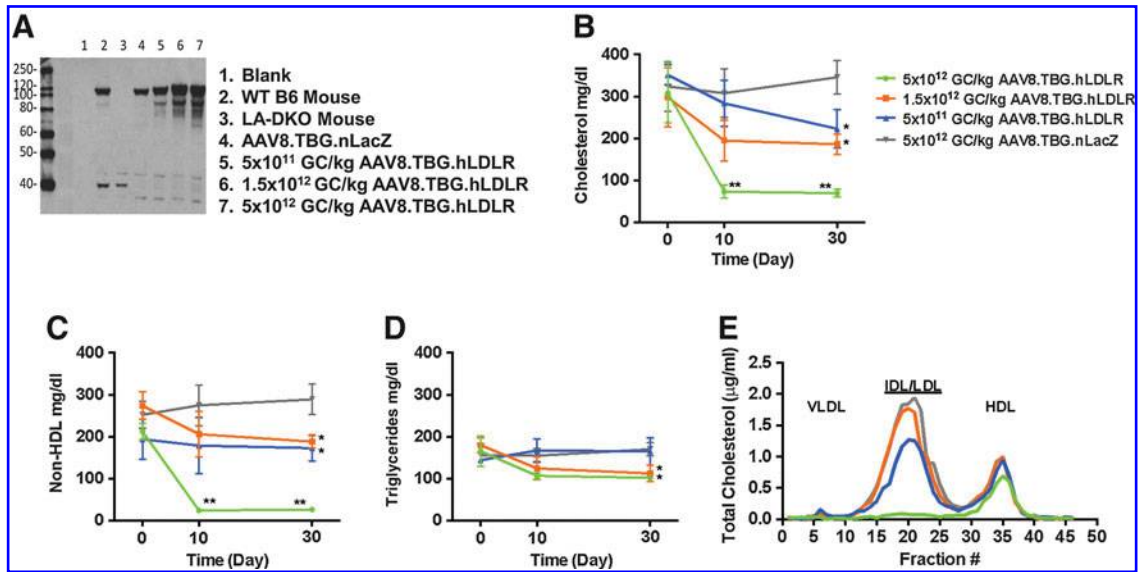 A
1 2 3 4 5 6 7
250-
120-
100-
80-
60-
50-
40-
1. Blank
2. WT B6 Mouse
3. LA-DKO Mouse
4. AAV8.TBG.nLacZ
5. 5x10¹¹ GC/kg AAV8.TBG.hLDLR
6. 1.5x10¹² GC/kg AAV8.TBG.hLDLR
7. 5x10¹² GC/kg AAV8.TBG.hLDLR
B
Cholesterol mg/dl
400
300
200
100
0
0 10 30
Time (Day)
*
*
** **
5x10¹² GC/kg AAV8.TBG.hLDLR
1.5x10¹² GC/kg AAV8.TBG.hLDLR
5x10¹¹ GC/kg AAV8.TBG.hLDLR
5x10¹² GC/kg AAV8.TBG.nLacZ
C
Non-HDL mg/dl
400
300
200
100
0
0 10 30
Time (Day)
*
*
** **
D
Triglycerides mg/dl
400
300
200
100
0
0 10 30
Time (Day)
*
*
E
Total Cholesterol (μg/ml)
2.5
2.0
1.5
1.0
0.5
0.0
VLDL
IDL/LDL
HDL
0 5 10 15 20 25 30 35 40 45 50
Fraction #